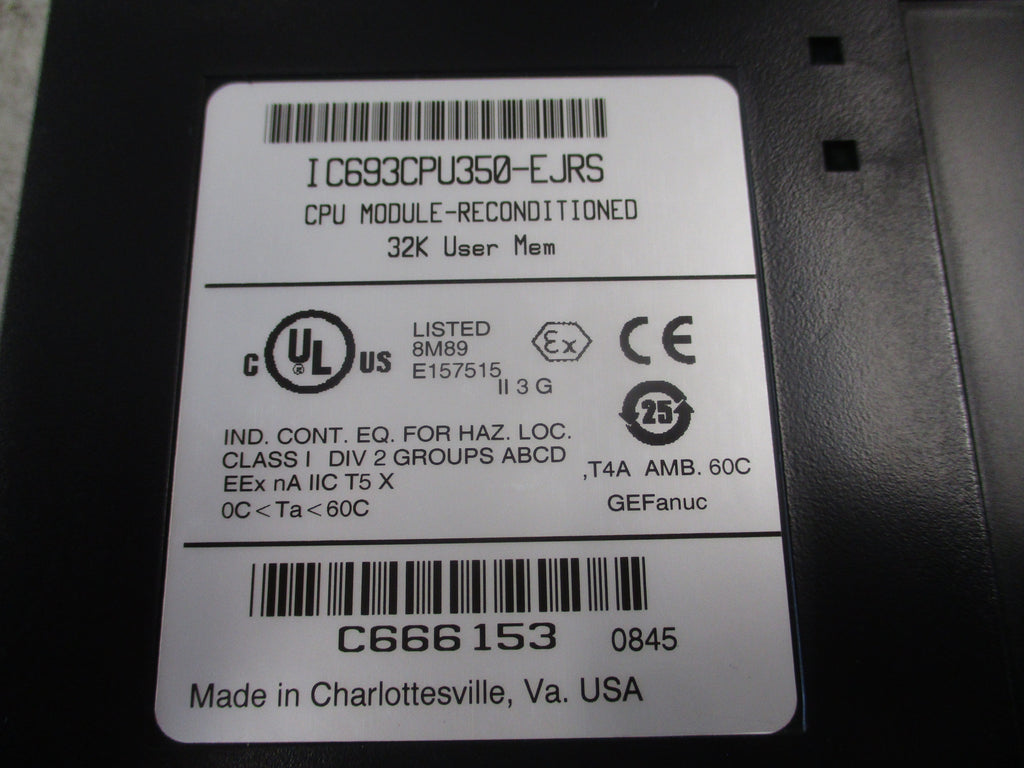 IC693CPU350-EJRS
CPU MODULE-RECONDITIONED
32K User Mem
C UL US
LISTED
8M89
E157515
Ex
II 3 G
CE
25
IND. CONT. EQ. FOR HAZ. LOC.
CLASS I DIV 2 GROUPS ABCD
,T4A AMB. 60C
EEx nA IIC T5 X
0C<Ta<60C
GEFanuc
C666153 0845
Made in Charlottesville, Va. USA